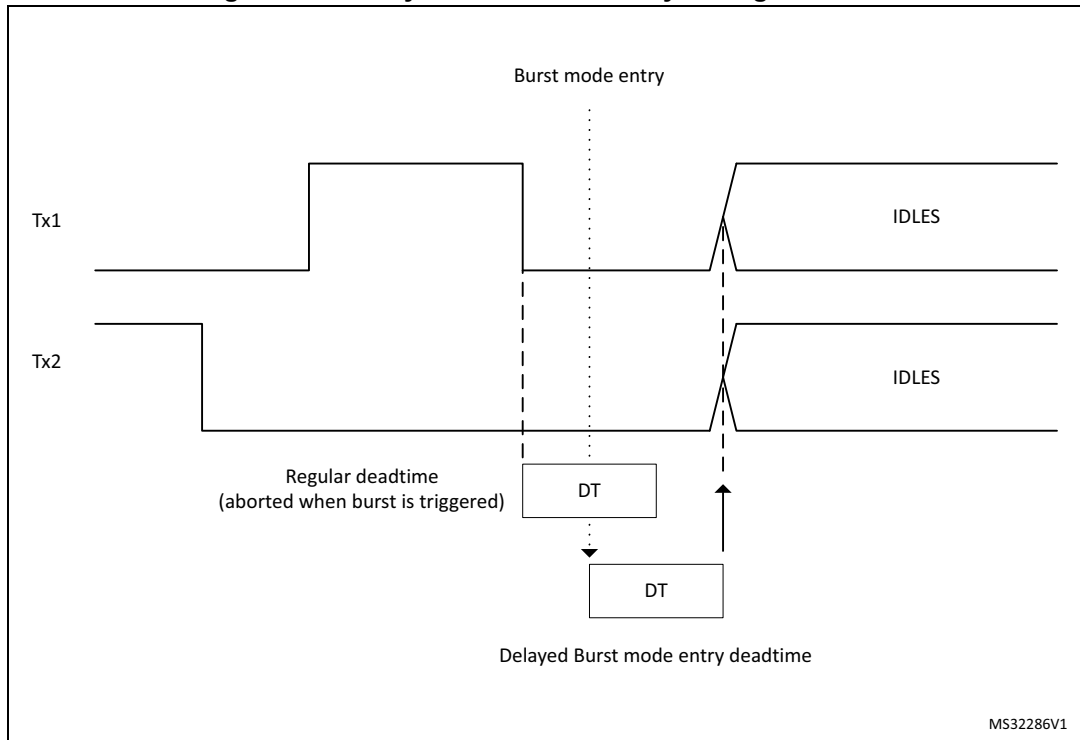 Burst mode entry
Tx1
IDLES
Tx2
IDLES
Regular deadtime
(aborted when burst is triggered)
DT
DT
Delayed Burst mode entry deadtime
MS32286V1